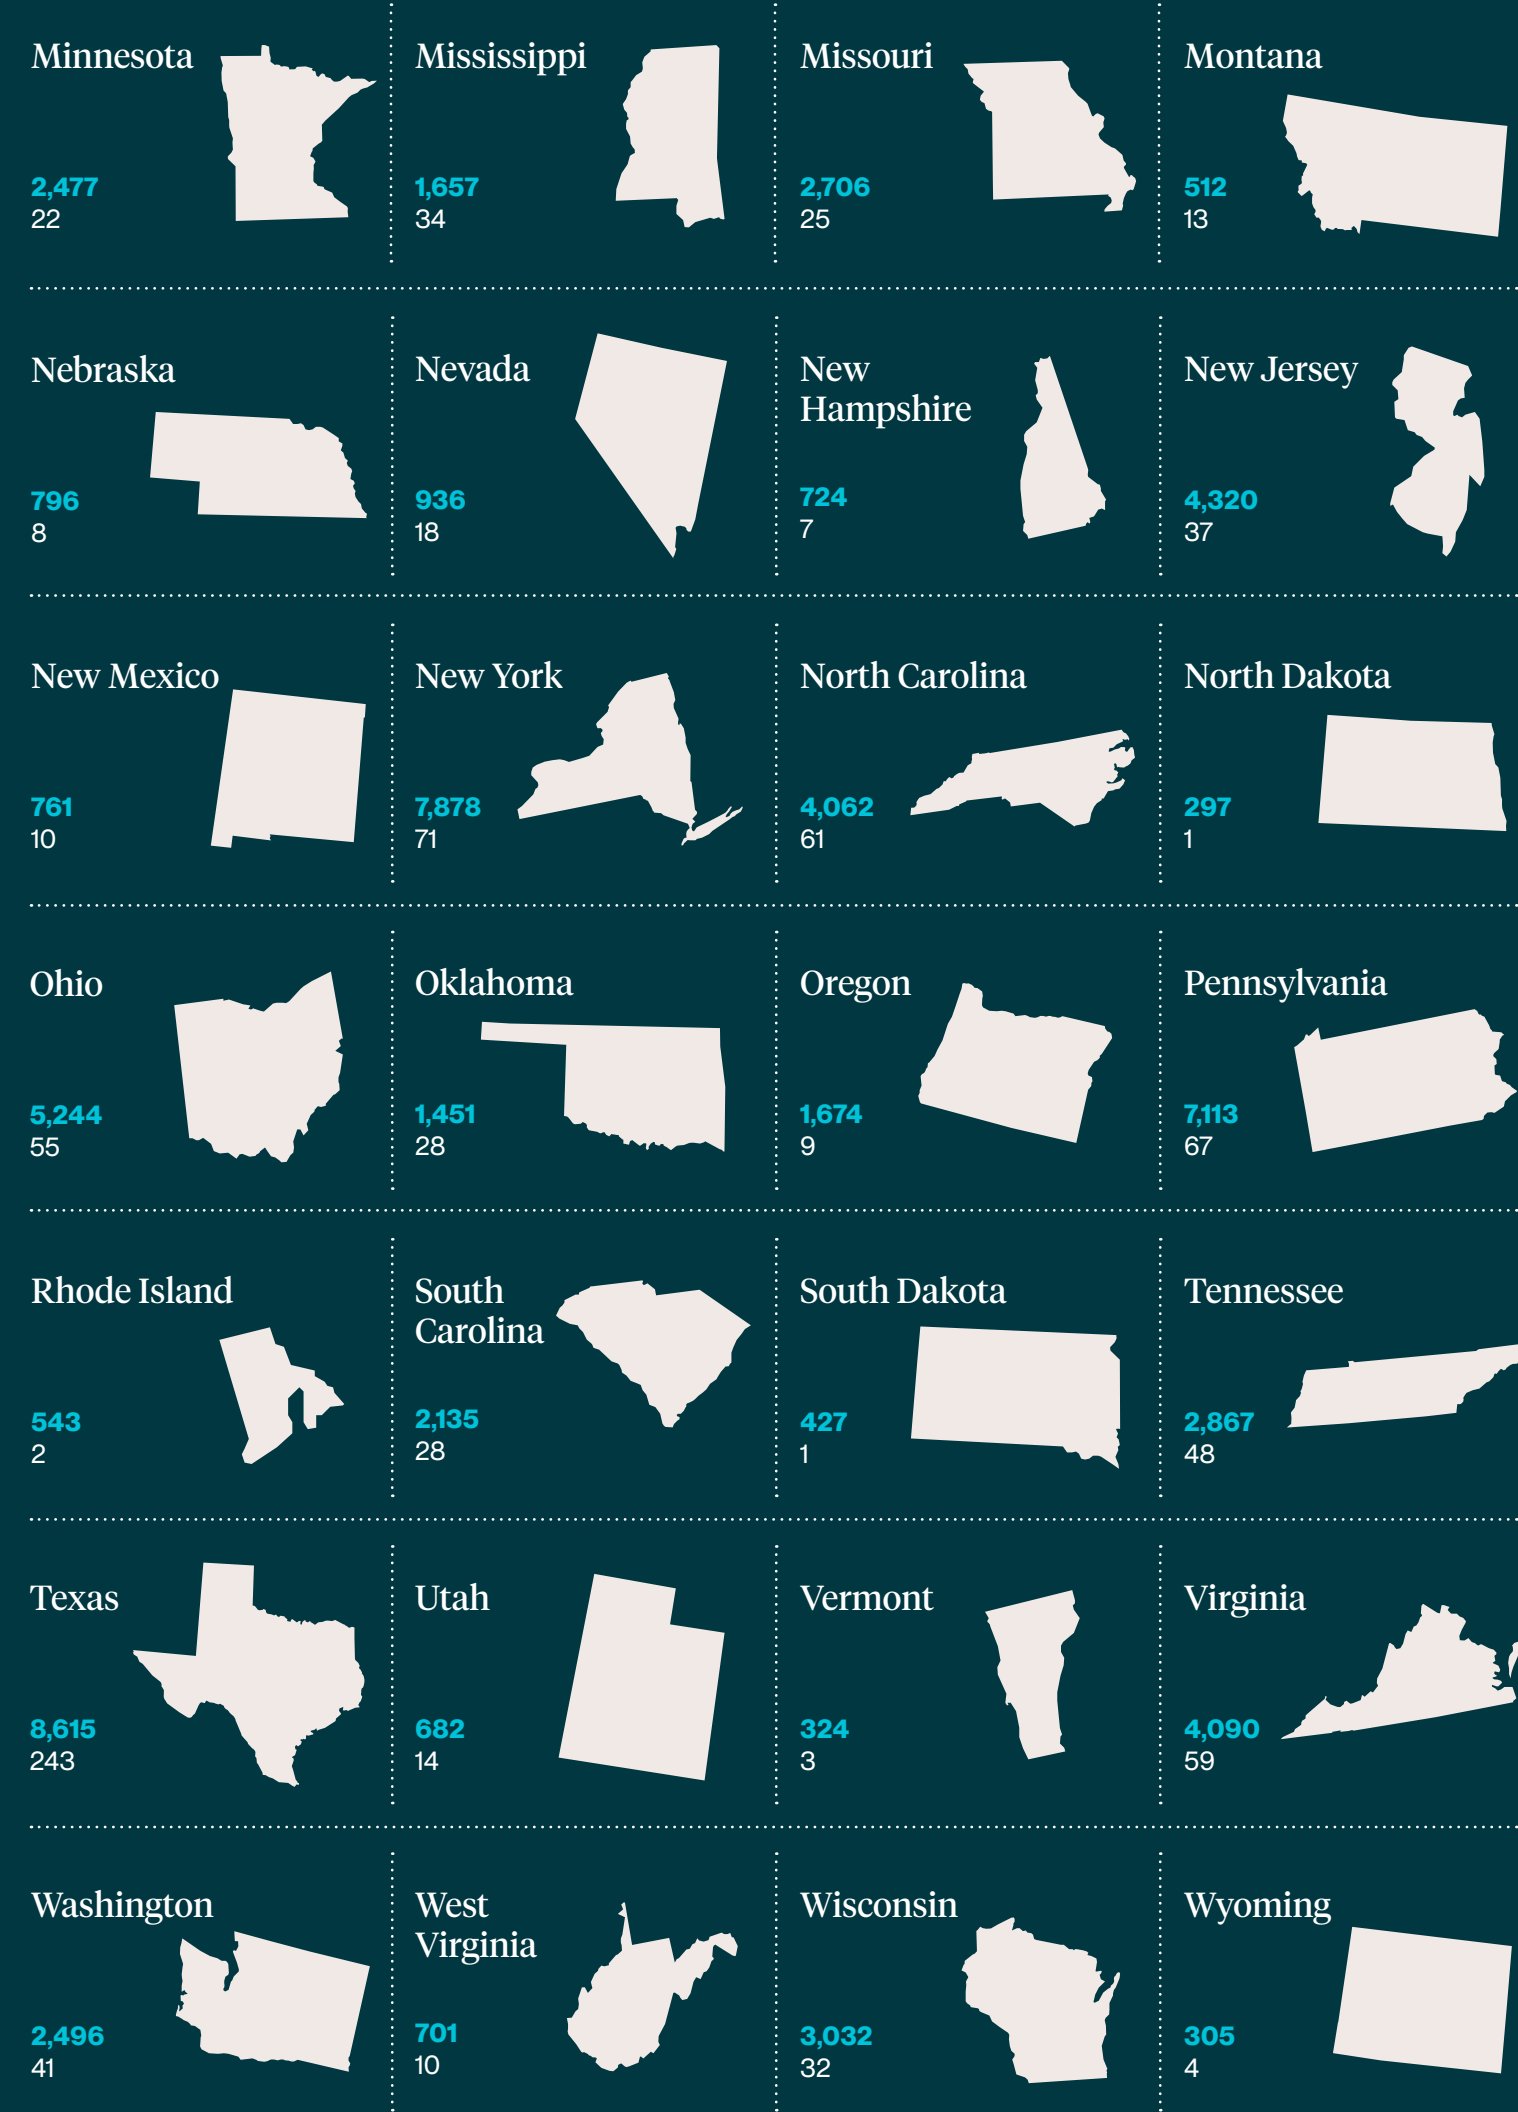 Minnesota
2,477
22
Mississippi
1,657
34
Missouri
2,706
25
Montana
512
13
Nebraska
796
8
Nevada
936
18
New
Hampshire
724
7
New Jersey
4,320
37
New Mexico
761
10
New York
7,878
71
North Carolina
4,062
61
North Dakota
297
1
Ohio
5,244
55
Oklahoma
1,451
28
Oregon
1,674
9
Pennsylvania
7,113
67
Rhode Island
543
2
South
Carolina
2,135
28
South Dakota
427
1
Tennessee
2,867
48
Texas
8,615
243
Utah
682
14
Vermont
324
3
Virginia
4,090
59
Washington
2,496
41
West
Virginia
701
10
Wisconsin
3,032
32
Wyoming
305
4